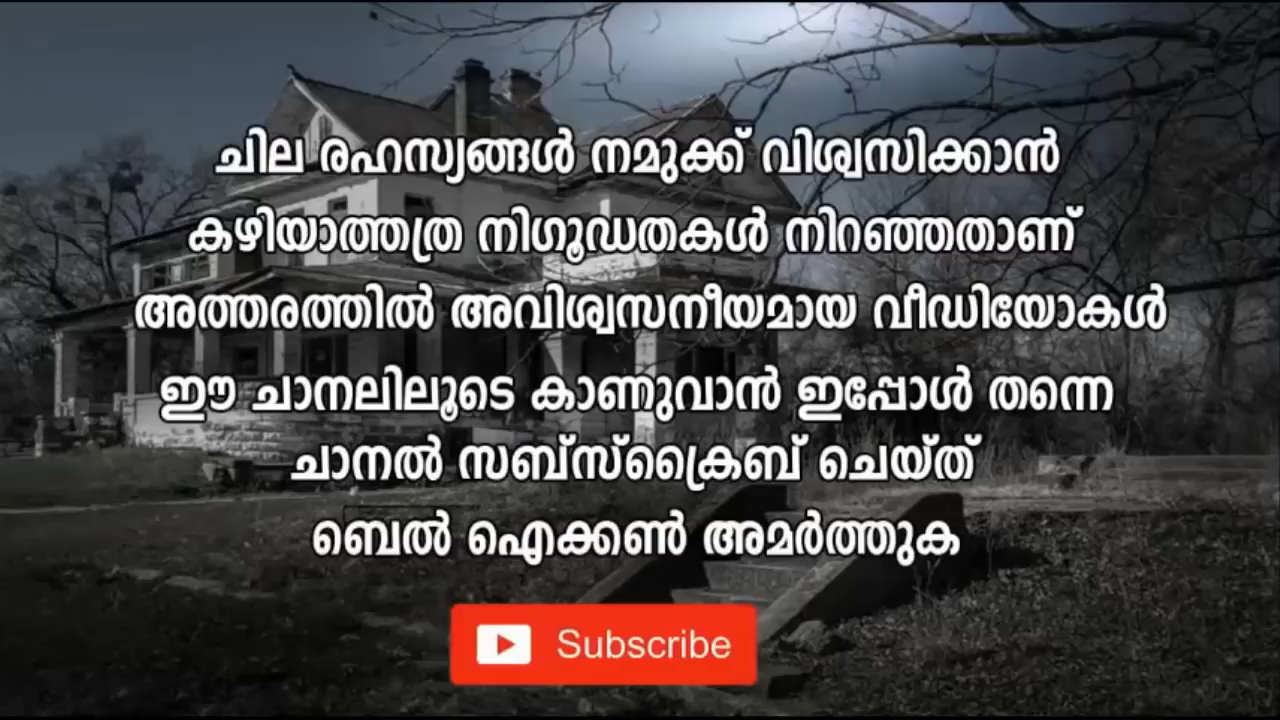 ചില രഹസ്യങ്ങൾ നമുക്ക് വിശ്വസിക്കാൻ
കഴിയാത്തത്ര നിഗൂഡതകൾ നിറഞ്ഞതാണ്
അത്തരത്തിൽ അവിശ്വസനീയമായ വീഡിയോകൾ
ഈ ചാനലിലൂടെ കാണുവാൻ ഇപ്പോൾ തന്നെ
ചാനൽ സബ്സ്ക്രൈബ് ചെയ്ത്
ബെൽ ഐക്കൺ അമർത്തുക
Subscribe